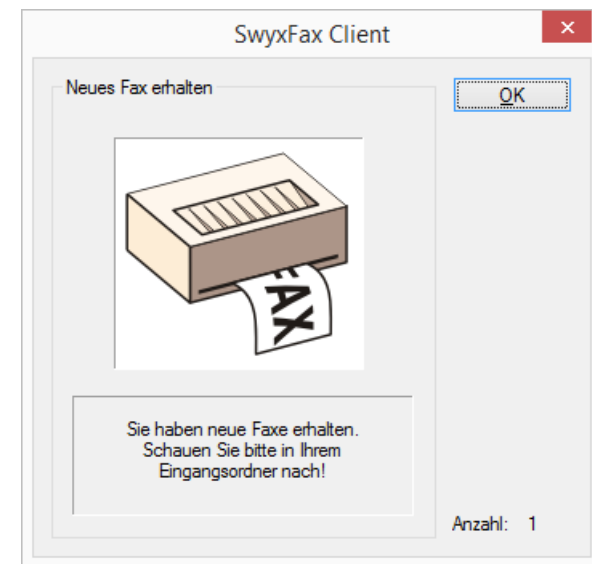 SwyxFax Client
Neues Fax erhalten
OK
FAX
Sie haben neue Faxe erhalten.
Schauen Sie bitte in Ihrem
Eingangsordner nach!
Anzahl: 1